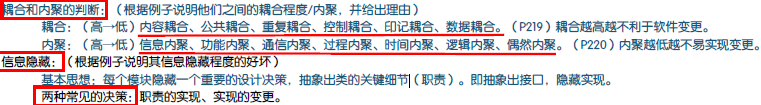 耦合和内聚的判断：（根据例子说明他们之间的耦合程度/内聚，并给出理由）
耦合：（高→低）内容耦合、公共耦合、重复耦合、控制耦合、印记耦合、数据耦合。（P219）耦合越高越不利于软件变更。
内聚：（高→低）信息内聚、功能内聚、通信内聚、过程内聚、时间内聚、逻辑内聚、偶然内聚。（P220）内聚越低越不易实现变更。
信息隐藏：（根据例子说明其信息隐藏程度的好坏）
基本思想：每个模块隐藏一个重要的设计决策，抽象出类的关键细节（职责）。即抽象出接口，隐藏实现。
两种常见的决策：职责的实现、实现的变更。